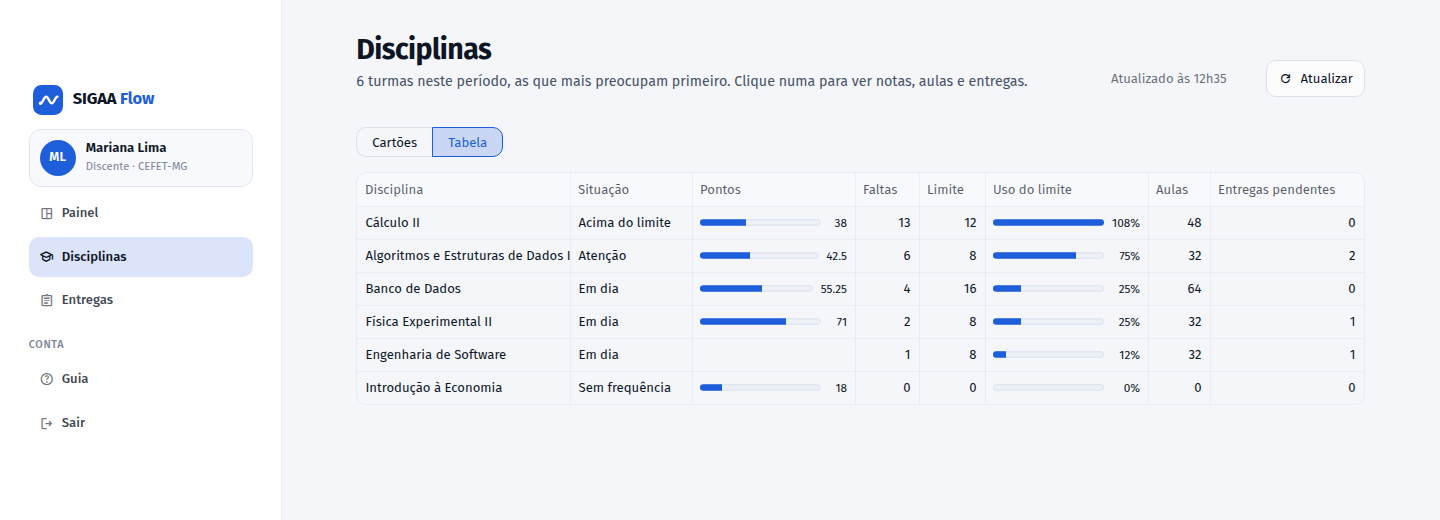 SIGAA Flow
ML
Mariana Lima
Discente · CEFET-MG
Painel
Disciplinas
Entregas
CONTA
Guia
Sair
Disciplinas
6 turmas neste período, as que mais preocupam primeiro. Clique numa para ver notas, aulas e entregas.
Atualizado às 12h35
Atualizar
Cartões Tabela
Disciplina Situação Pontos Faltas Limite Uso do limite Aulas Entregas pendentes
Cálculo II Acima do limite 38 13 12 108% 48 0
Algoritmos e Estruturas de Dados I Atenção 42.5 6 8 75% 32 2
Banco de Dados Em dia 55.25 4 16 25% 64 0
Física Experimental II Em dia 71 2 8 25% 32 1
Engenharia de Software Em dia 1 8 12% 32 1
Introdução à Economia Sem frequência 18 0 0 0% 0 0